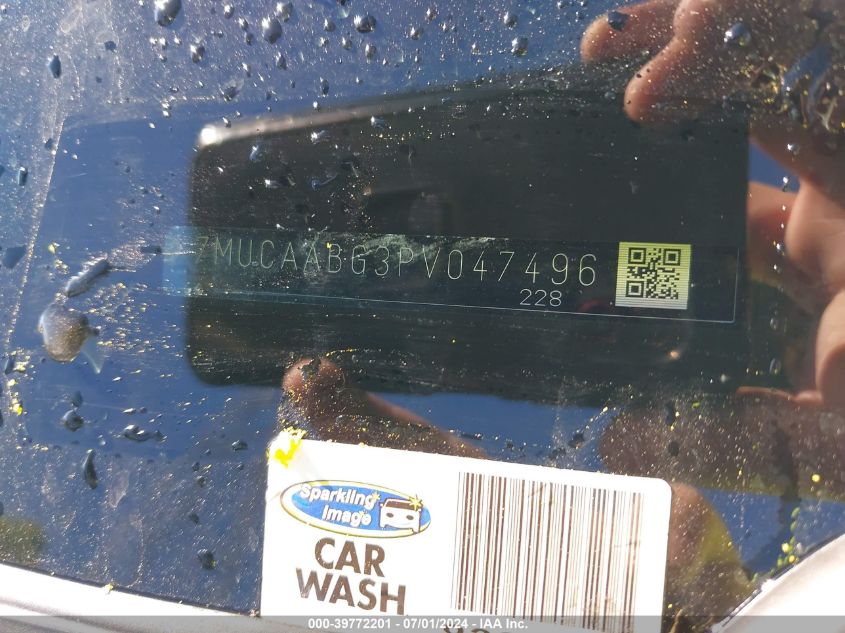 7MUCAABG3PV047496
228
Sparkling
Image
CAR
WASH
000-39772201 - 07/01/2024 - IAA Inc.